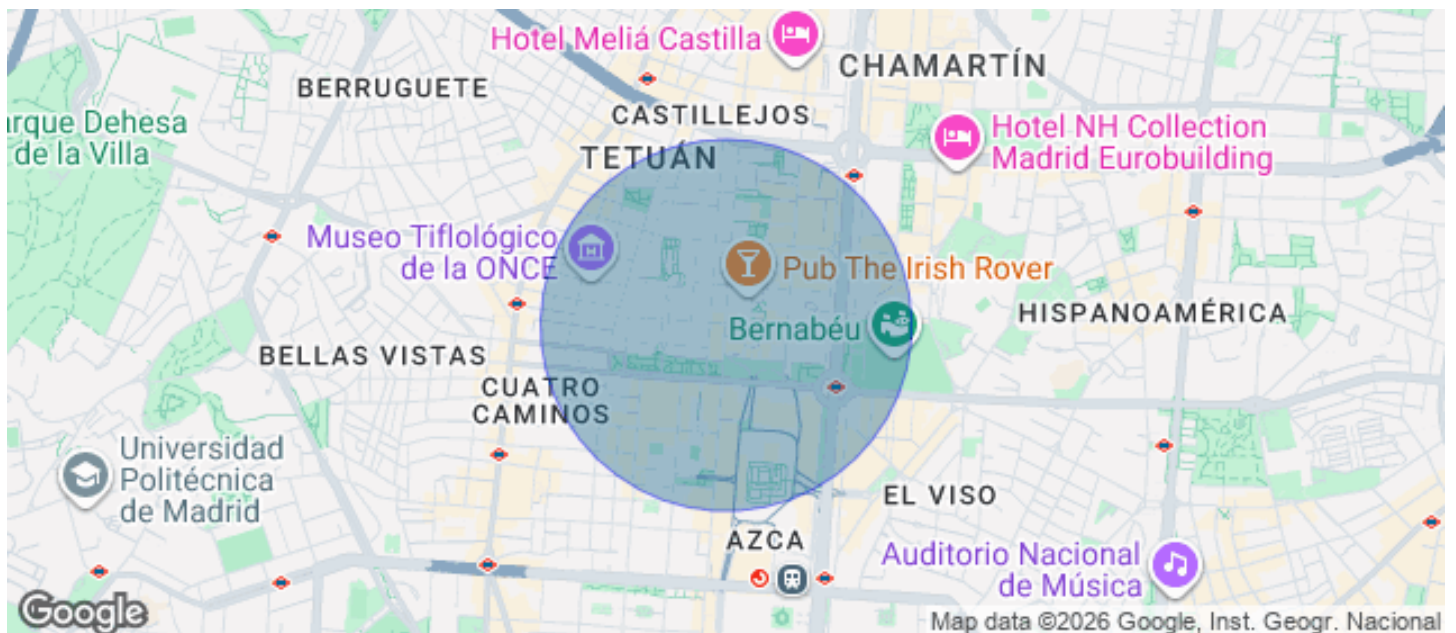 Hotel Meliá Castilla
CHAMARTÍN
BERRUGUETE
CASTILLEJOS
arque Dehesa
de la Villa
Hotel NH Collection
Madrid Eurobuilding
TETUÁN
Museo Tiflológico
de la ONCE
Pub The Irish Rover
Bernabéu
HISPANOAMÉRICA
BELLAS VISTAS
CUATRO
CAMINOS
Universidad
Politécnica
de Madrid
EL VISO
AZCA
Auditorio Nacional
de Música
Google
Map data ©2026 Google, Inst. Geogr. Nacional